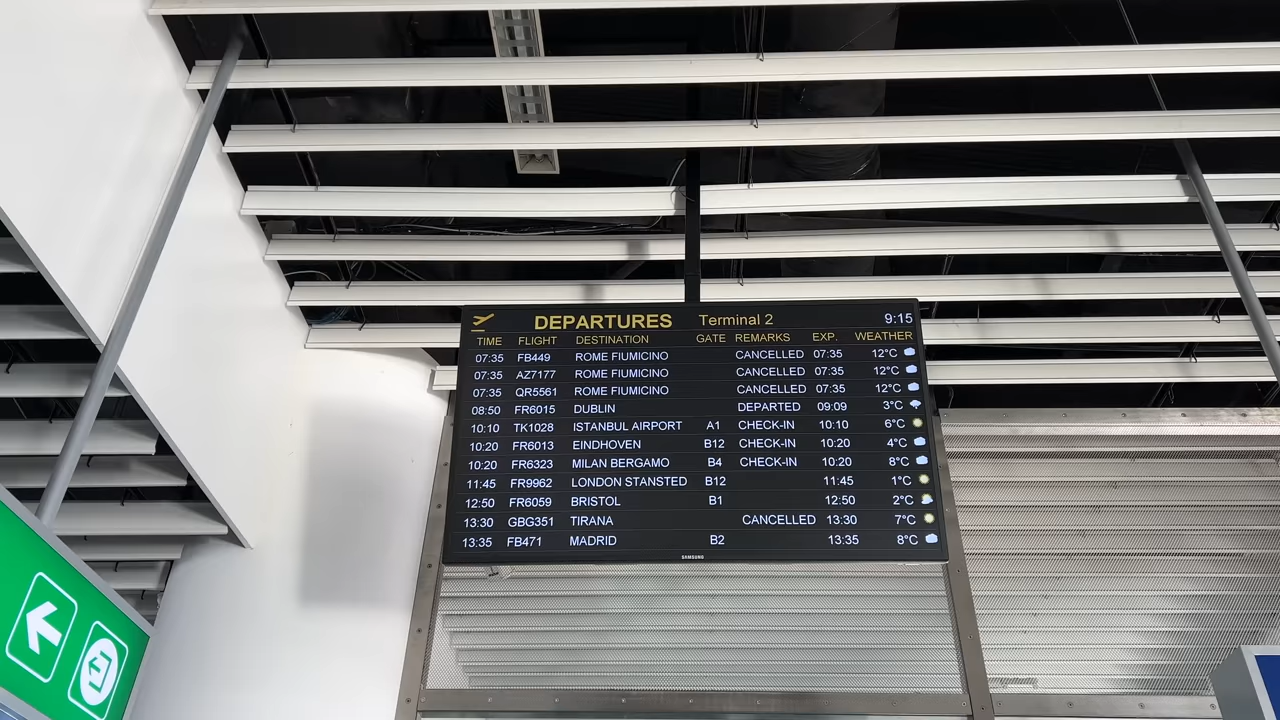 DEPARTURES Terminal 2 9:15
TIME FLIGHT DESTINATION GATE REMARKS EXP. WEATHER
07:35 FB449 ROME FIUMICINO CANCELLED 07:35 12°C
07:35 AZ7177 ROME FIUMICINO CANCELLED 07:35 12°C
07:35 QR5561 ROME FIUMICINO CANCELLED 07:35 12°C
08:50 FR6015 DUBLIN DEPARTED 09:09 3°C
10:10 TK1028 ISTANBUL AIRPORT A1 CHECK-IN 10:10 6°C
10:20 FR6013 EINDHOVEN B12 CHECK-IN 10:20 4°C
10:20 FR6323 MILAN BERGAMO B4 CHECK-IN 10:20 8°C
11:45 FR9962 LONDON STANSTED B12 11:45 1°C
12:50 FR6059 BRISTOL B1 12:50 2°C
13:30 GBG351 TIRANA CANCELLED 13:30 7°C
13:35 FB471 MADRID B2 13:35 8°C
SAMSUNG